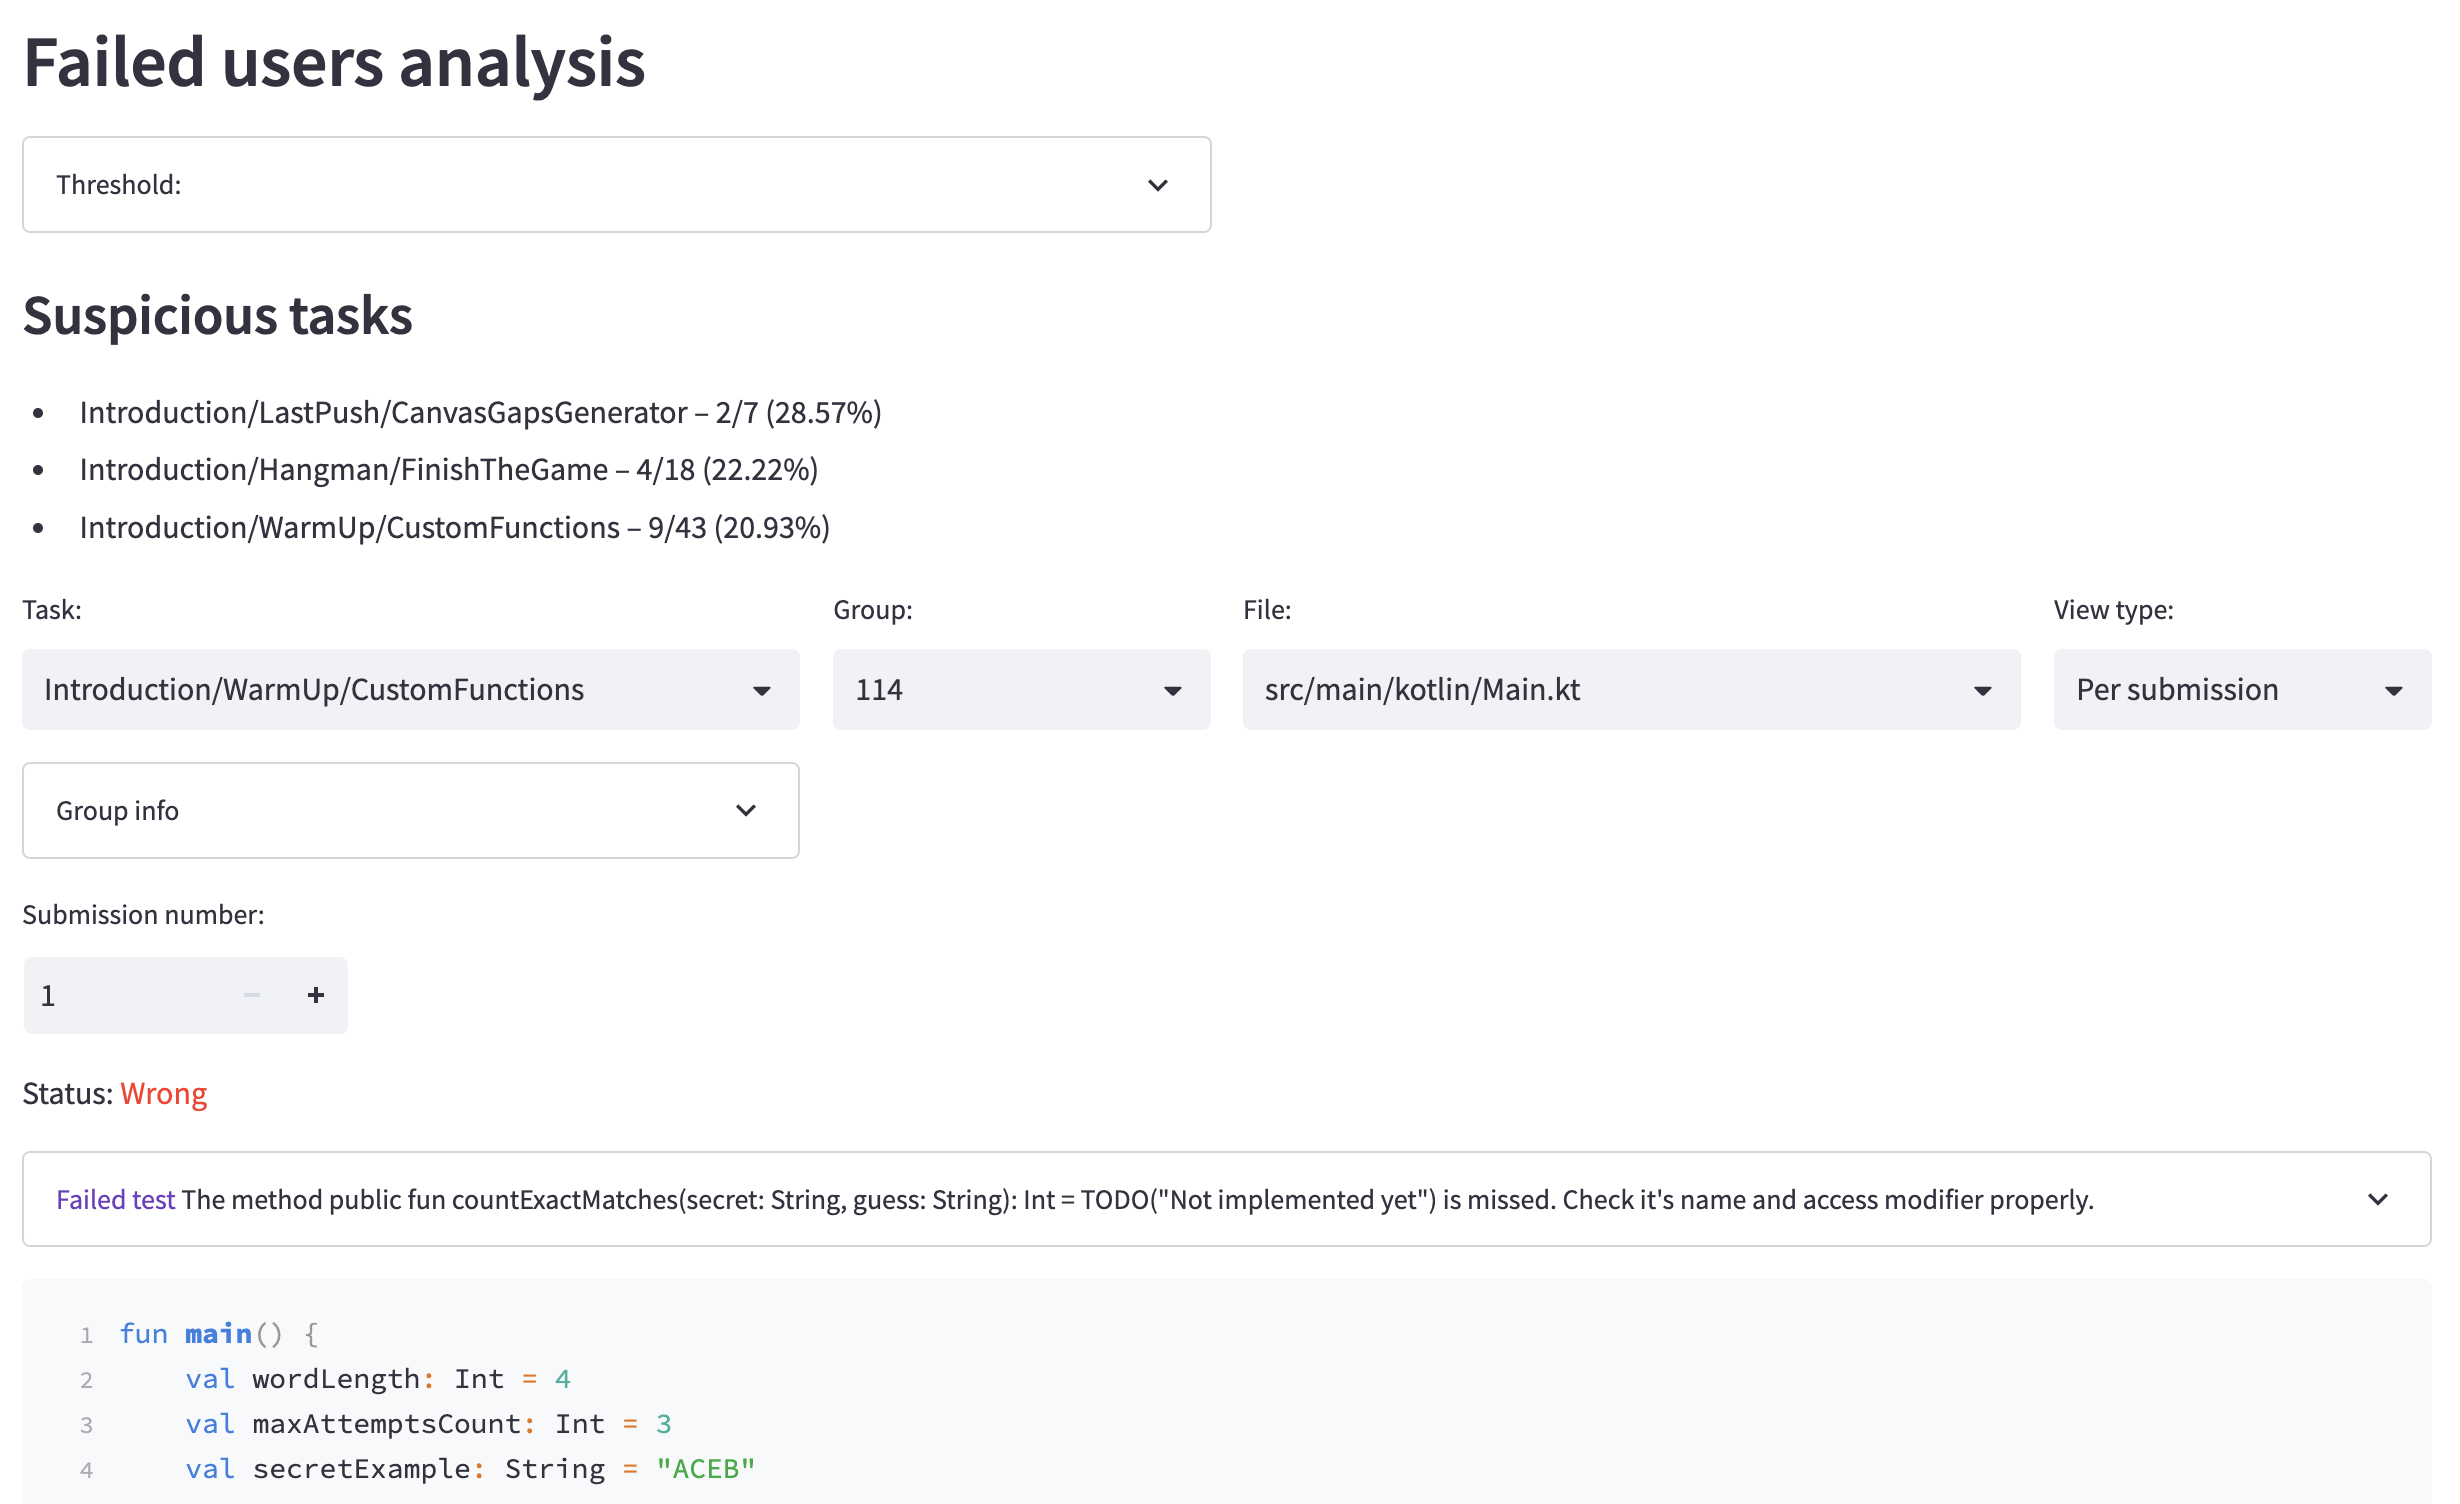 Failed users analysis
Threshold:
Suspicious tasks
• Introduction/LastPush/CanvasGapsGenerator – 2/7 (28.57%)
• Introduction/Hangman/FinishTheGame – 4/18 (22.22%)
• Introduction/WarmUp/CustomFunctions – 9/43 (20.93%)
Task: Group: File: View type:
Introduction/WarmUp/CustomFunctions 114 src/main/kotlin/Main.kt Per submission
Group info
Submission number:
1 − +
Status: Wrong
Failed test The method public fun countExactMatches(secret: String, guess: String): Int = TODO("Not implemented yet") is missed. Check it's name and access modifier properly.
1 fun main() {
2     val wordLength: Int = 4
3     val maxAttemptsCount: Int = 3
4     val secretExample: String = "ACEB"